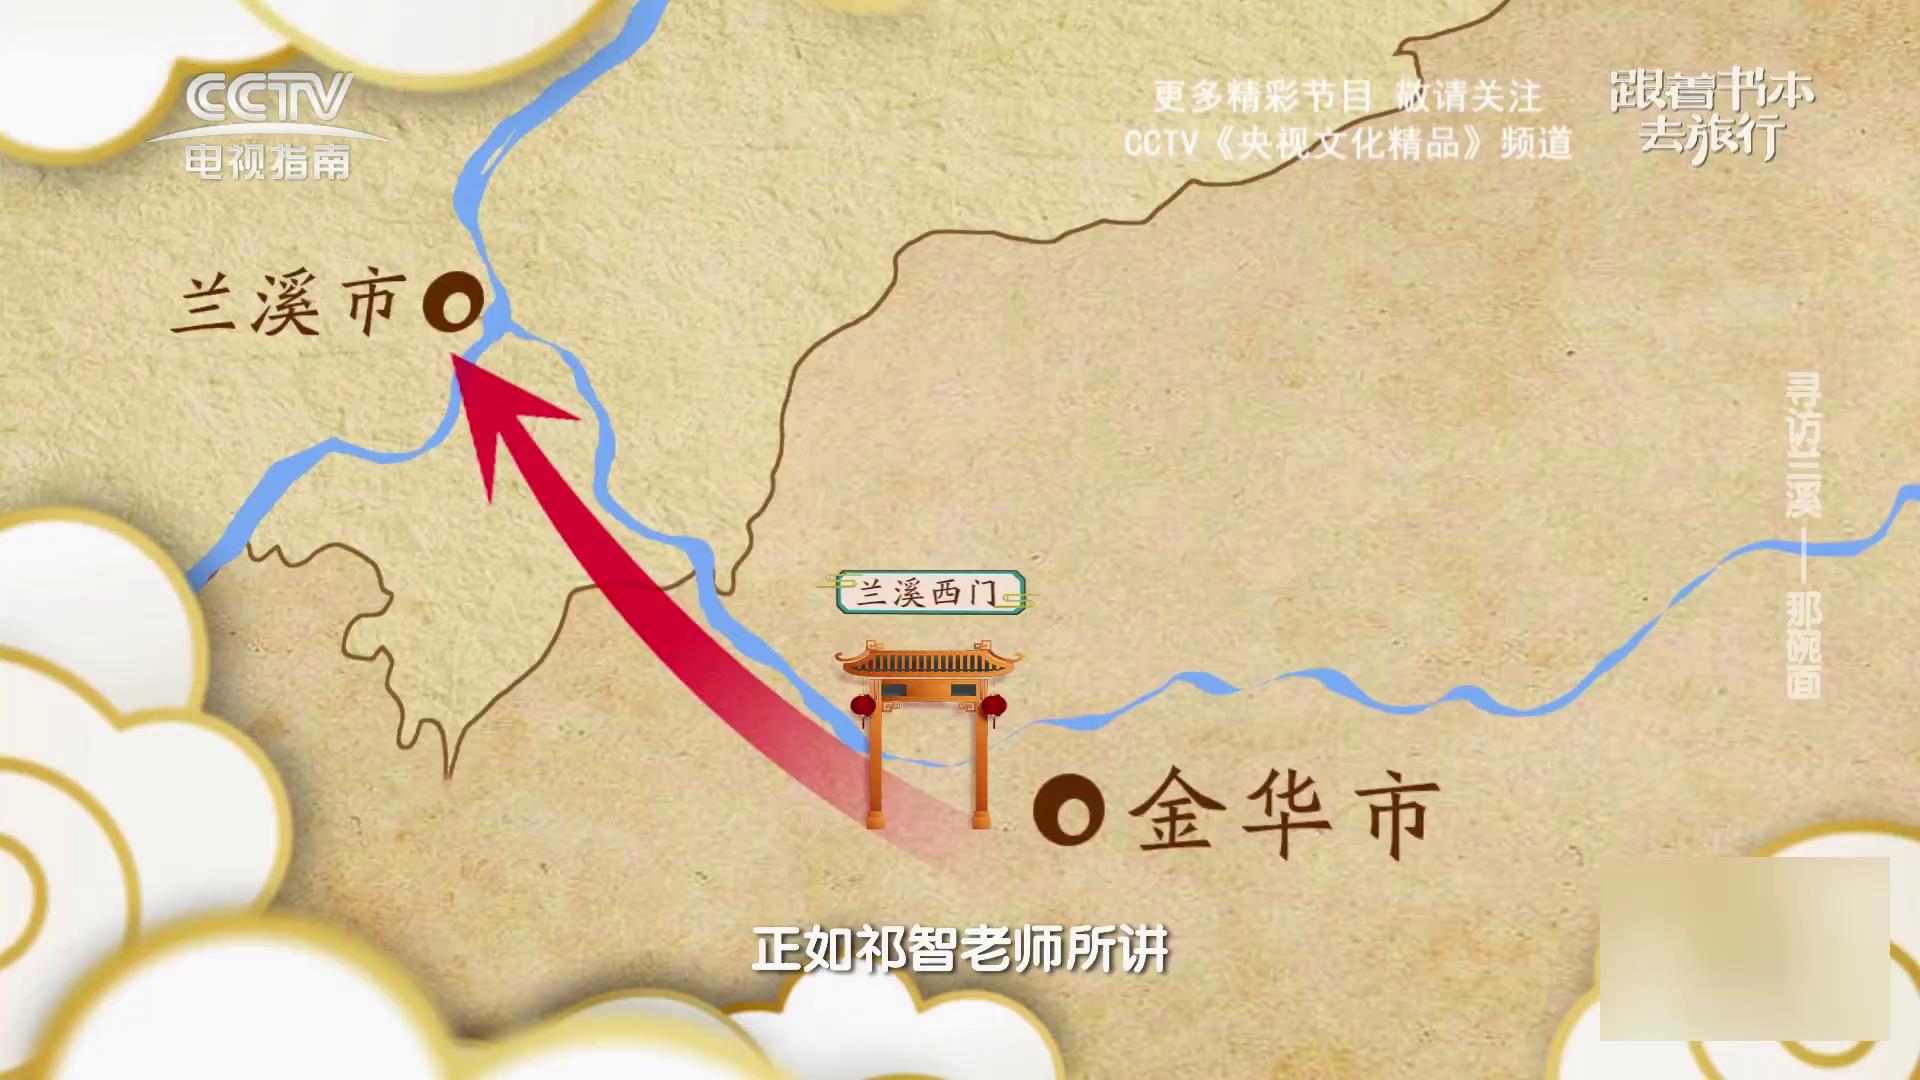 CCTV
电视指南
更多精彩节目 敬请关注
CCTV《央视文化精品》频道
跟着书本
去旅行
兰溪市
寻访兰溪——那碗面
兰溪西门
金华市
正如祁智老师所讲